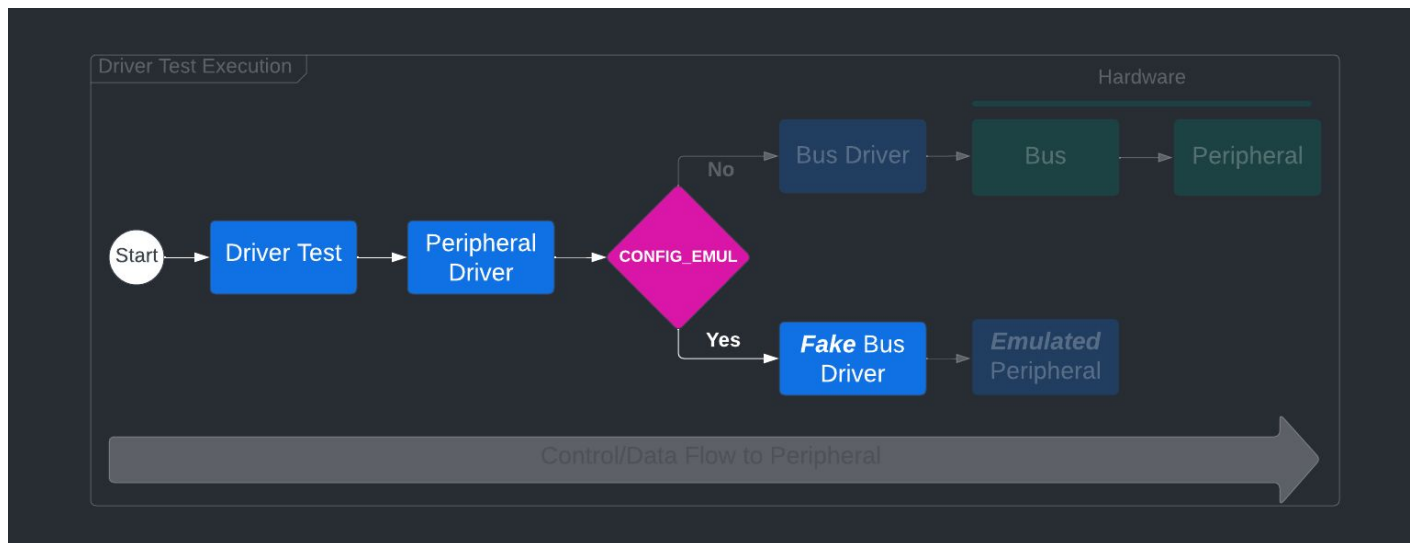 Driver Test Execution
Hardware
Bus Driver
Bus
Peripheral
No
Start
Driver Test
Peripheral
Driver
CONFIG_EMUL
Yes
Fake Bus
Driver
Emulated
Peripheral
Control/Data Flow to Peripheral